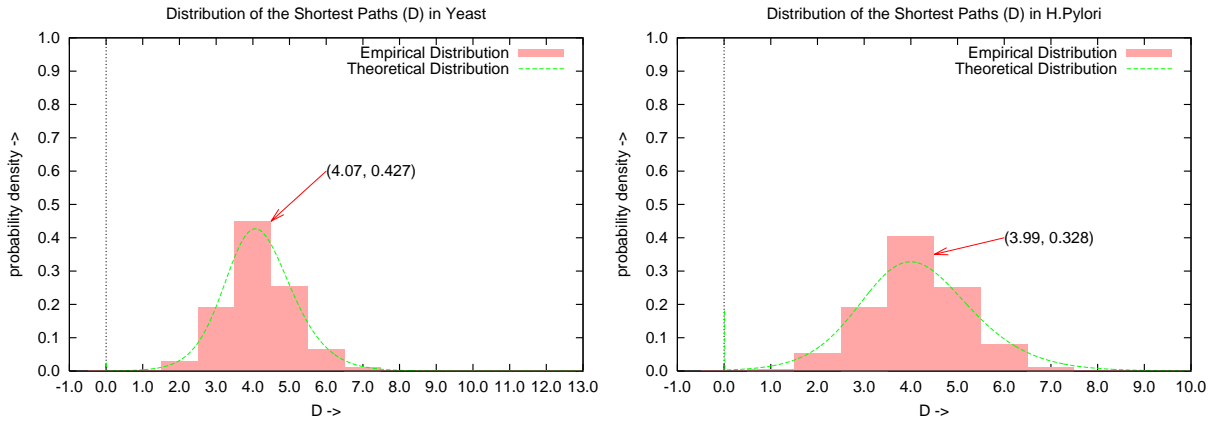 Distribution of the Shortest Paths (D) in Yeast
1.0
0.9
0.8
0.7
0.6
0.5
0.4
0.3
0.2
0.1
0.0
probability density ->
Empirical Distribution
Theoretical Distribution
(4.07, 0.427)
-1.0 0.0 1.0 2.0 3.0 4.0 5.0 6.0 7.0 8.0 9.0 10.0 11.0 12.0 13.0
D ->
Distribution of the Shortest Paths (D) in H.Pylori
1.0
0.9
0.8
0.7
0.6
0.5
0.4
0.3
0.2
0.1
0.0
probability density ->
Empirical Distribution
Theoretical Distribution
(3.99, 0.328)
-1.0 0.0 1.0 2.0 3.0 4.0 5.0 6.0 7.0 8.0 9.0 10.0
D ->